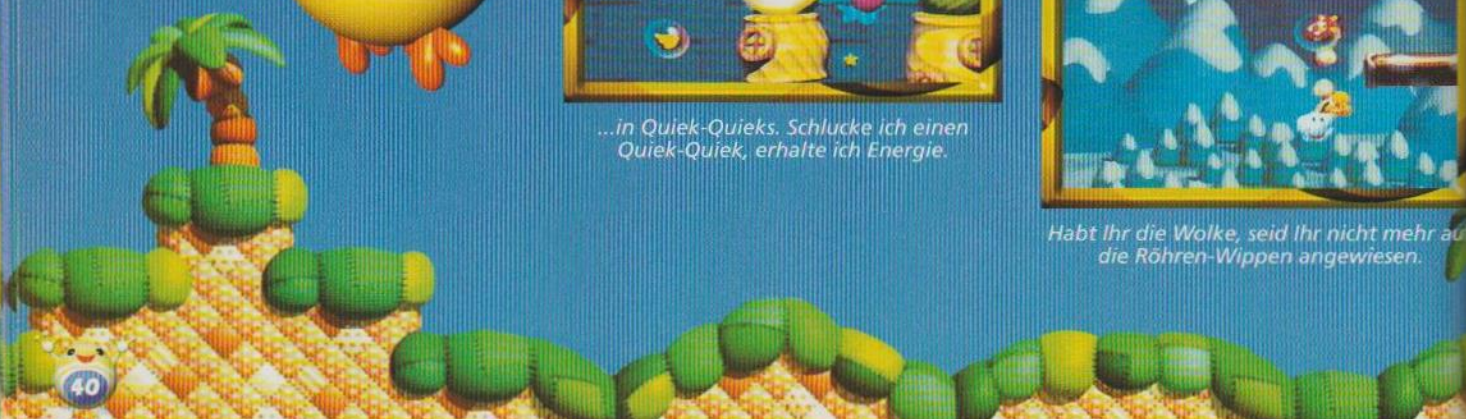 ...in Quiek-Quieks. Schlucke ich einen
Quiek-Quiek, erhalte ich Energie.
Habt Ihr die Wolke, seid Ihr nicht mehr au
die Röhren-Wippen angewiesen.
40